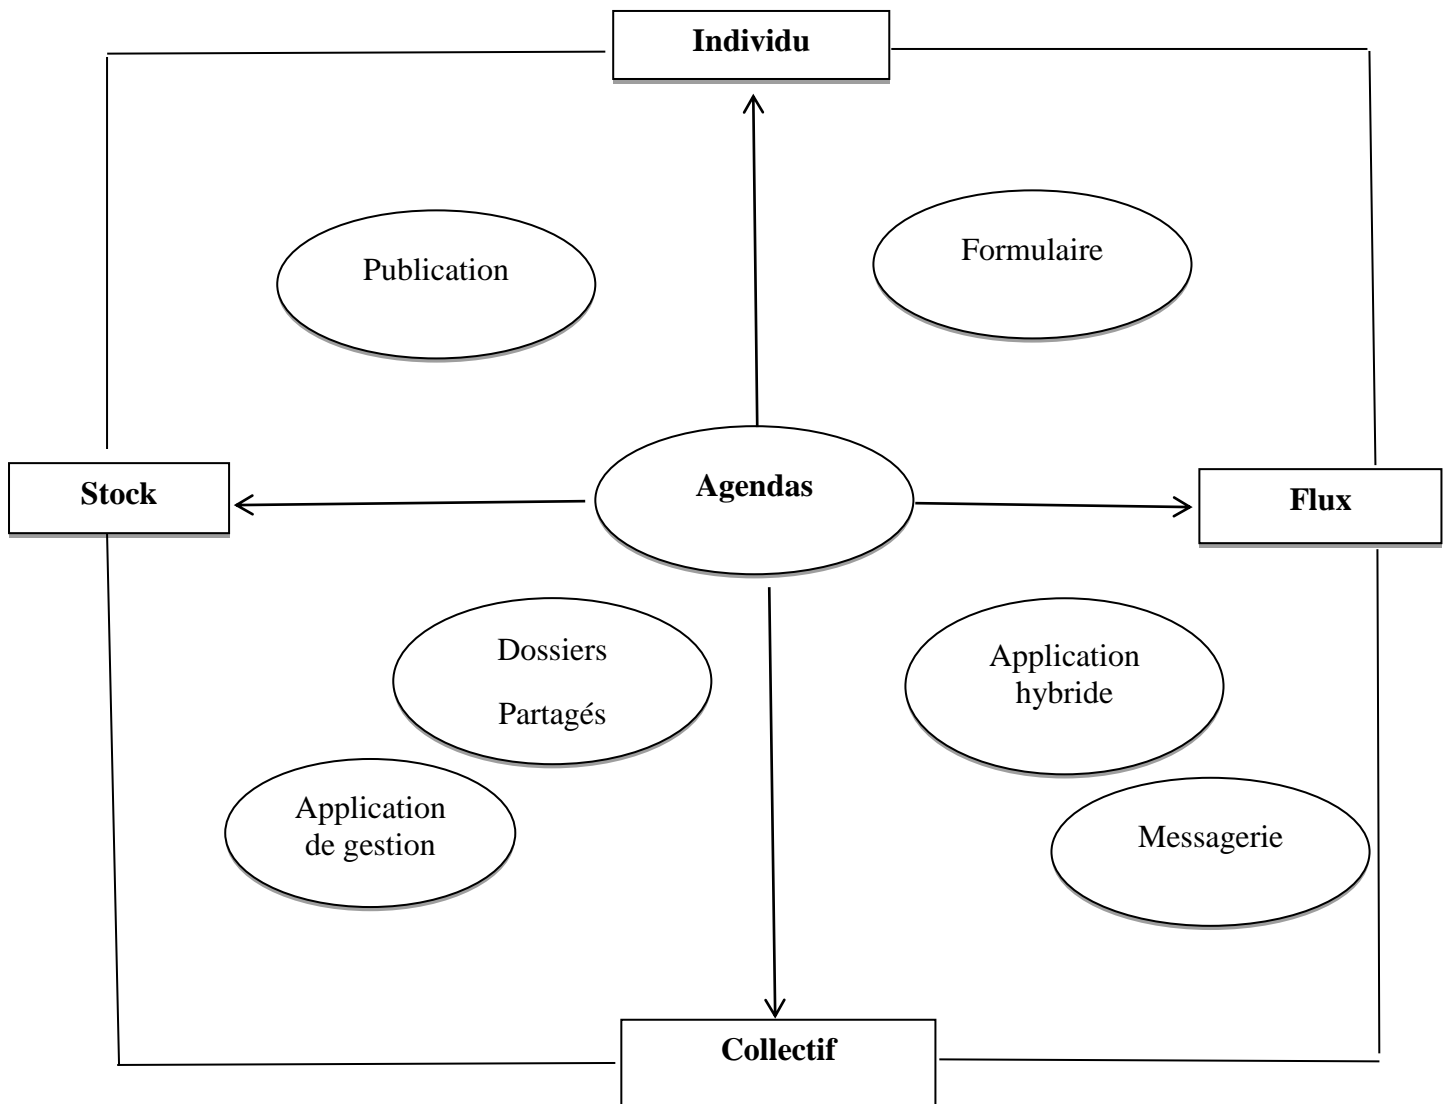 Individu
Publication
Formulaire
Stock
Agendas
Flux
Dossiers
Partagés
Application
hybride
Application
de gestion
Messagerie
Collectif